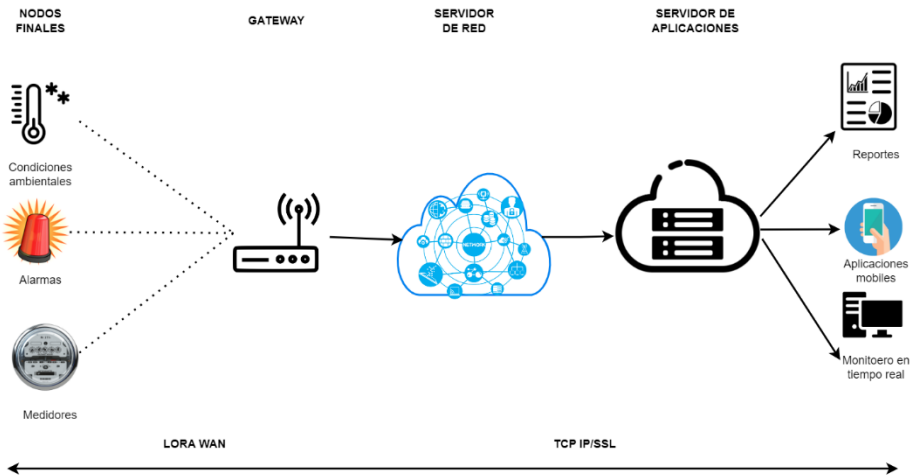 NODOS
FINALES
GATEWAY
SERVIDOR
DE RED
SERVIDOR DE
APLICACIONES
Condiciones
ambientales
Alarmas
Medidores
NETWORK
Reportes
Aplicaciones
mobiles
Monitoero en
tiempo real
LORA WAN
TCP IP/SSL